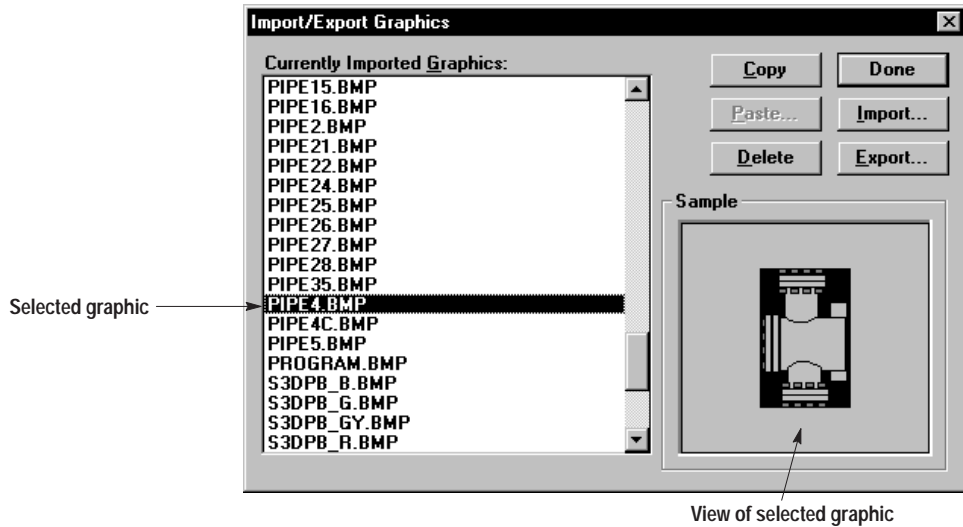 Import/Export Graphics
Currently Imported Graphics:
PIPE15.BMP
PIPE16.BMP
PIPE2.BMP
PIPE21.BMP
PIPE22.BMP
PIPE24.BMP
PIPE25.BMP
PIPE26.BMP
PIPE27.BMP
PIPE28.BMP
PIPE35.BMP
PIPE4.BMP
PIPE4C.BMP
PIPE5.BMP
PROGRAM.BMP
S3DPB_B.BMP
S3DPB_G.BMP
S3DPB_GY.BMP
S3DPB_R.BMP
Copy
Done
Paste...
Import...
Delete
Export...
Sample
Selected graphic
View of selected graphic